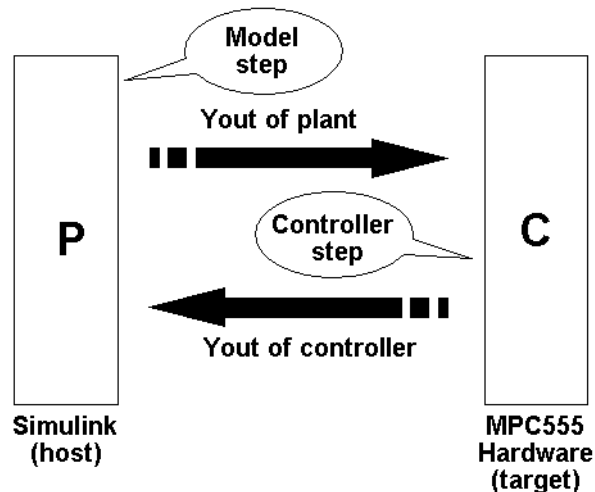 Model
step
Yout of plant
P
Controller
step
C
Yout of controller
Simulink
(host)
MPC555
Hardware
(target)